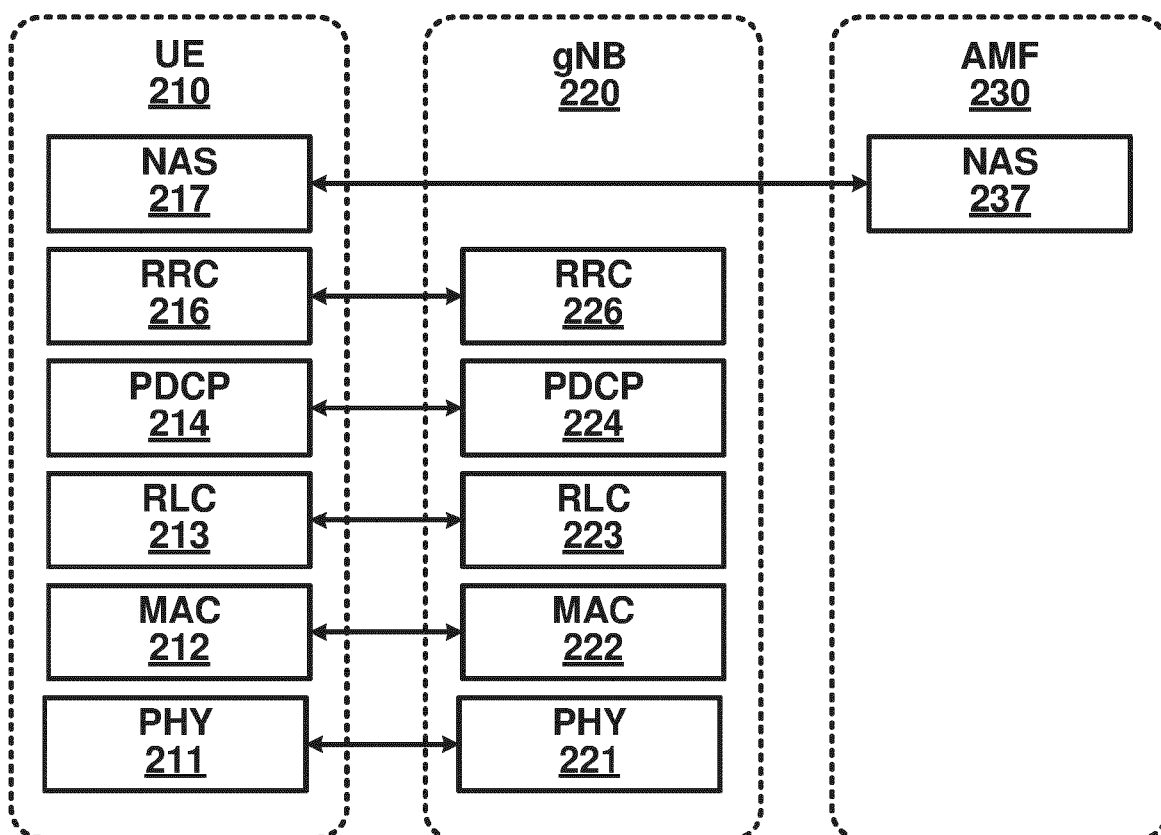 UE
210
gNB
220
AMF
230
NAS
217
NAS
237
RRC
216
RRC
226
PDCP
214
PDCP
224
RLC
213
RLC
223
MAC
212
MAC
222
PHY
211
PHY
221